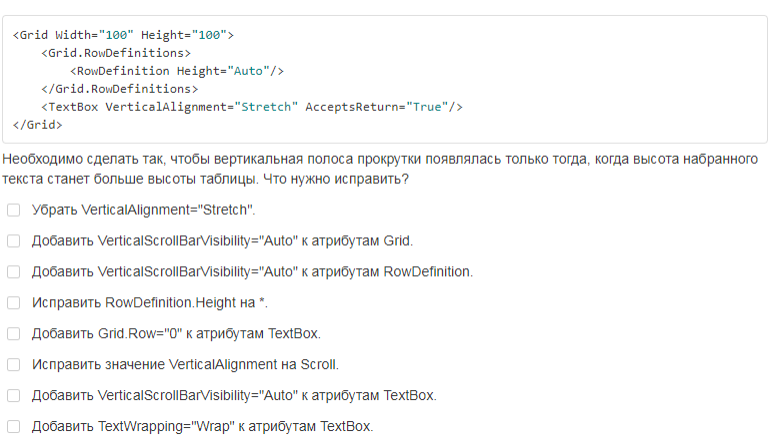 <Grid Width="100" Height="100">
<Grid.RowDefinitions>
<RowDefinition Height="Auto"/>
</Grid.RowDefinitions>
<TextBox VerticalAlignment="Stretch" AcceptsReturn="True"/>
</Grid>
Необходимо сделать так, чтобы вертикальная полоса прокрутки появлялась только тогда, когда высота набранного
текста станет больше высоты таблицы. Что нужно исправить?
Убрать VerticalAlignment="Stretch".
Добавить VerticalScrollBarVisibility="Auto" к атрибутам Grid.
Добавить VerticalScrollBarVisibility="Auto" к атрибутам RowDefinition.
Исправить RowDefinition.Height на *.
Добавить Grid.Row="0" к атрибутам TextBox.
Исправить значение VerticalAlignment на Scroll.
Добавить VerticalScrollBarVisibility="Auto" к атрибутам TextBox.
Добавить TextWrapping="Wrap" к атрибутам TextBox.